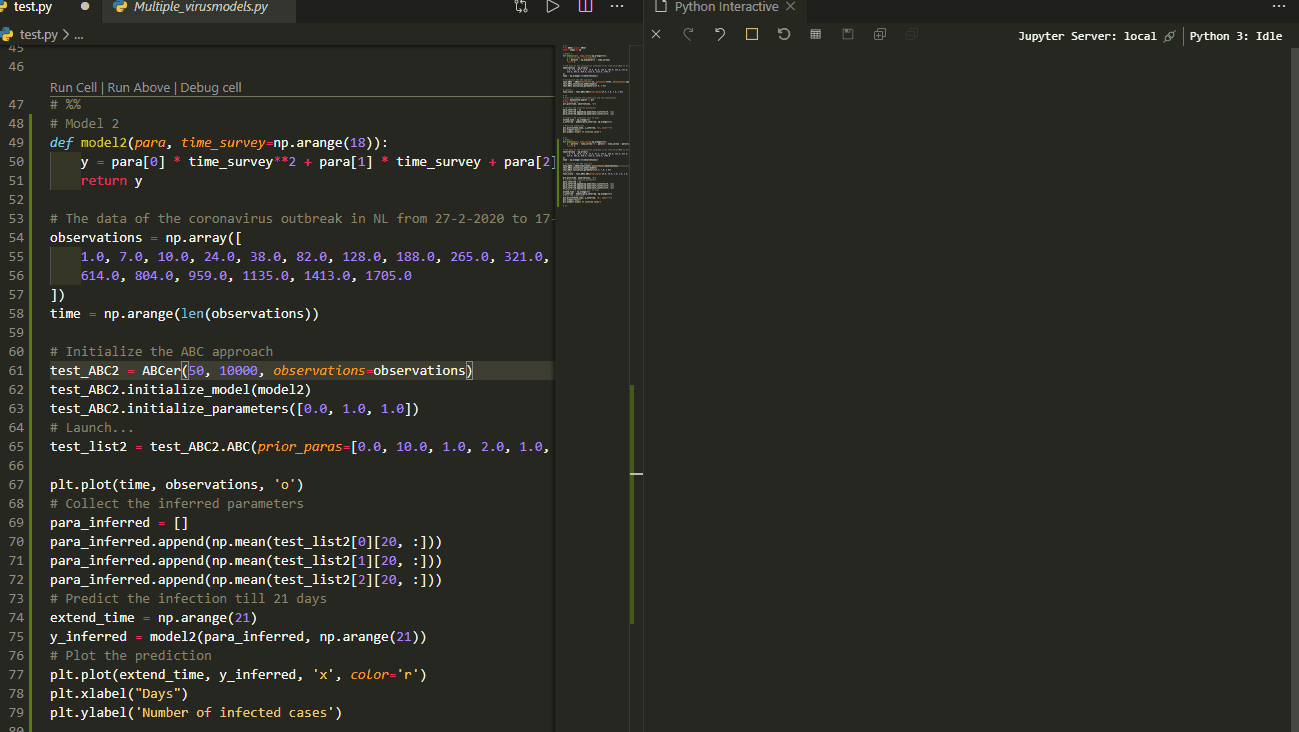 test.py
Multiple_virusmodels.py
Python Interactive
test.py > ...
Jupyter Server: local
Python 3: Idle
45
46
Run Cell | Run Above | Debug cell
47 # %%
48 # Model 2
49 def model2(para, time_survey=np.arange(18)):
50 y = para[0] * time_survey**2 + para[1] * time_survey + para[2]
51 return y
52
53 # The data of the coronavirus outbreak in NL from 27-2-2020 to 17-
54 observations = np.array([
55 1.0, 7.0, 10.0, 24.0, 38.0, 82.0, 128.0, 188.0, 265.0, 321.0,
56 614.0, 804.0, 959.0, 1135.0, 1413.0, 1705.0
57 ])
58 time = np.arange(len(observations))
59
60 # Initialize the ABC approach
61 test_ABC2 = ABCer(50, 10000, observations=observations)
62 test_ABC2.initialize_model(model2)
63 test_ABC2.initialize_parameters([0.0, 1.0, 1.0])
64 # Launch...
65 test_list2 = test_ABC2.ABC(prior_paras=[0.0, 10.0, 1.0, 2.0, 1.0,
66
67 plt.plot(time, observations, 'o')
68 # Collect the inferred parameters
69 para_inferred = []
70 para_inferred.append(np.mean(test_list2[0][20, :]))
71 para_inferred.append(np.mean(test_list2[1][20, :]))
72 para_inferred.append(np.mean(test_list2[2][20, :]))
73 # Predict the infection till 21 days
74 extend_time = np.arange(21)
75 y_inferred = model2(para_inferred, np.arange(21))
76 # Plot the prediction
77 plt.plot(extend_time, y_inferred, 'x', color='r')
78 plt.xlabel("Days")
79 plt.ylabel('Number of infected cases')
80